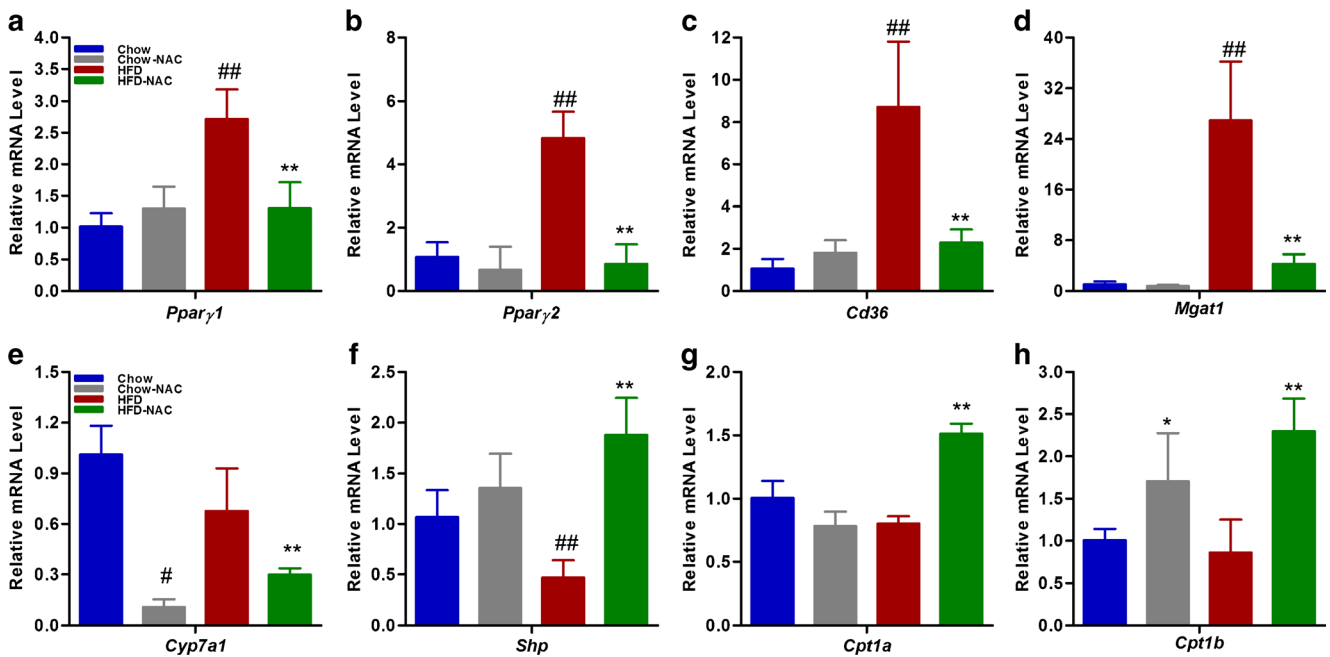 a
4.0
3.5
3.0
2.5
2.0
1.5
1.0
0.5
0.0
Relative mRNA Level
Chow
Chow-NAC
HFD
HFD-NAC
##
**
Pparγ1
b
8
6
4
2
0
Relative mRNA Level
##
**
Pparγ2
c
12
10
8
6
4
2
0
Relative mRNA Level
##
**
Cd36
d
40
32
24
16
8
0
Relative mRNA Level
##
**
Mgat1
e
1.5
1.2
0.9
0.6
0.3
0.0
Relative mRNA Level
Chow
Chow-NAC
HFD
HFD-NAC
#
**
Cyp7a1
f
2.5
2.0
1.5
1.0
0.5
0.0
Relative mRNA Level
##
**
Shp
g
2.0
1.5
1.0
0.5
0.0
Relative mRNA Level
**
Cpt1a
h
3.0
2.5
2.0
1.5
1.0
0.5
0.0
Relative mRNA Level
*
**
Cpt1b